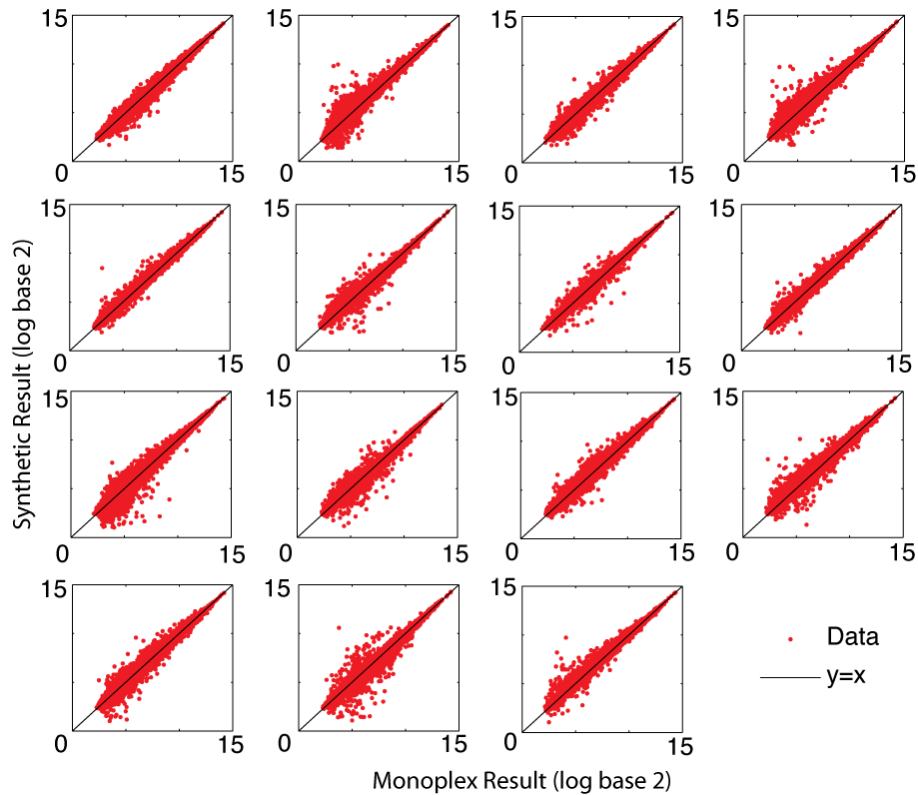 15 15 15 15
0 15 0 15 0 15 0 15
15 15 15 15
0 15 0 15 0 15 0 15
15 15 15 15
0 15 0 15 0 15 0 15
15 15 15
0 15 0 15 0 15
Synthetic Result (log base 2)
Data
y=x
Monoplex Result (log base 2)